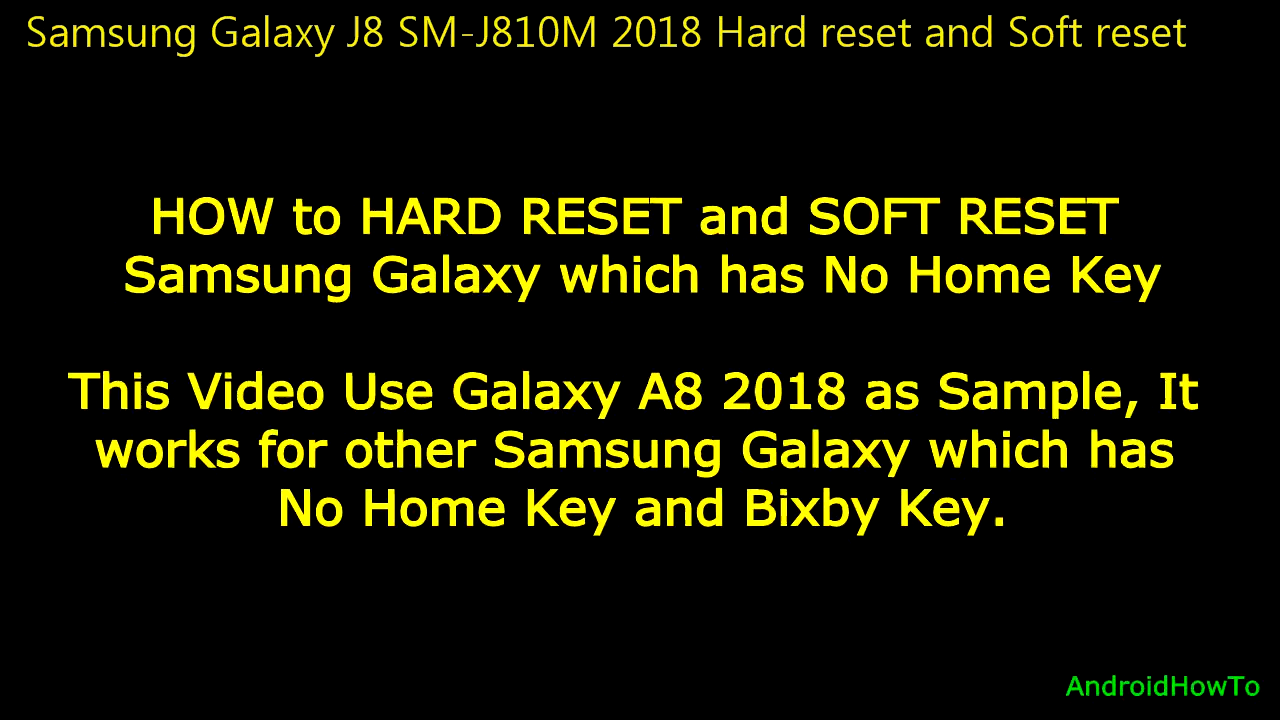 Samsung Galaxy J8 SM-J810M 2018 Hard reset and Soft reset
HOW to HARD RESET and SOFT RESET
Samsung Galaxy which has No Home Key
This Video Use Galaxy A8 2018 as Sample, It
works for other Samsung Galaxy which has
No Home Key and Bixby Key.
AndroidHowTo